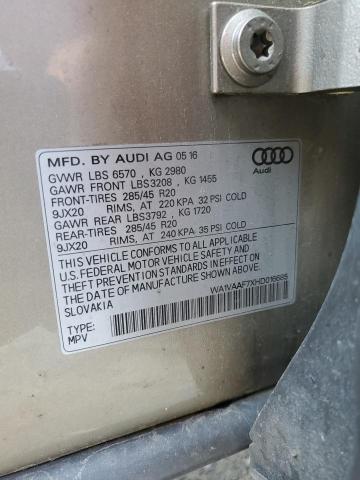 MFD. BY AUDI AG 05 16
GVWR LBS 6570 , KG 2980
GAWR FRONT LBS3208 , KG 1455
FRONT-TIRES 285/45 R20
9JX20 RIMS, AT 220 KPA 32 PSI COLD
GAWR REAR LBS3792 , KG 1720
REAR-TIRES 285/45 R20
9JX20 RIMS, AT 240 KPA 35 PSI COLD
THIS VEHICLE CONFORMS TO ALL APPLICABLE
U.S. FEDERAL MOTOR VEHICLE SAFETY AND
THEFT PREVENTION STANDARDS IN EFFECT ON
THE DATE OF MANUFACTURE SHOWN ABOVE.
SLOVAKIA
Audi
TYPE:
MPV
WA1VAAF7XHD016685